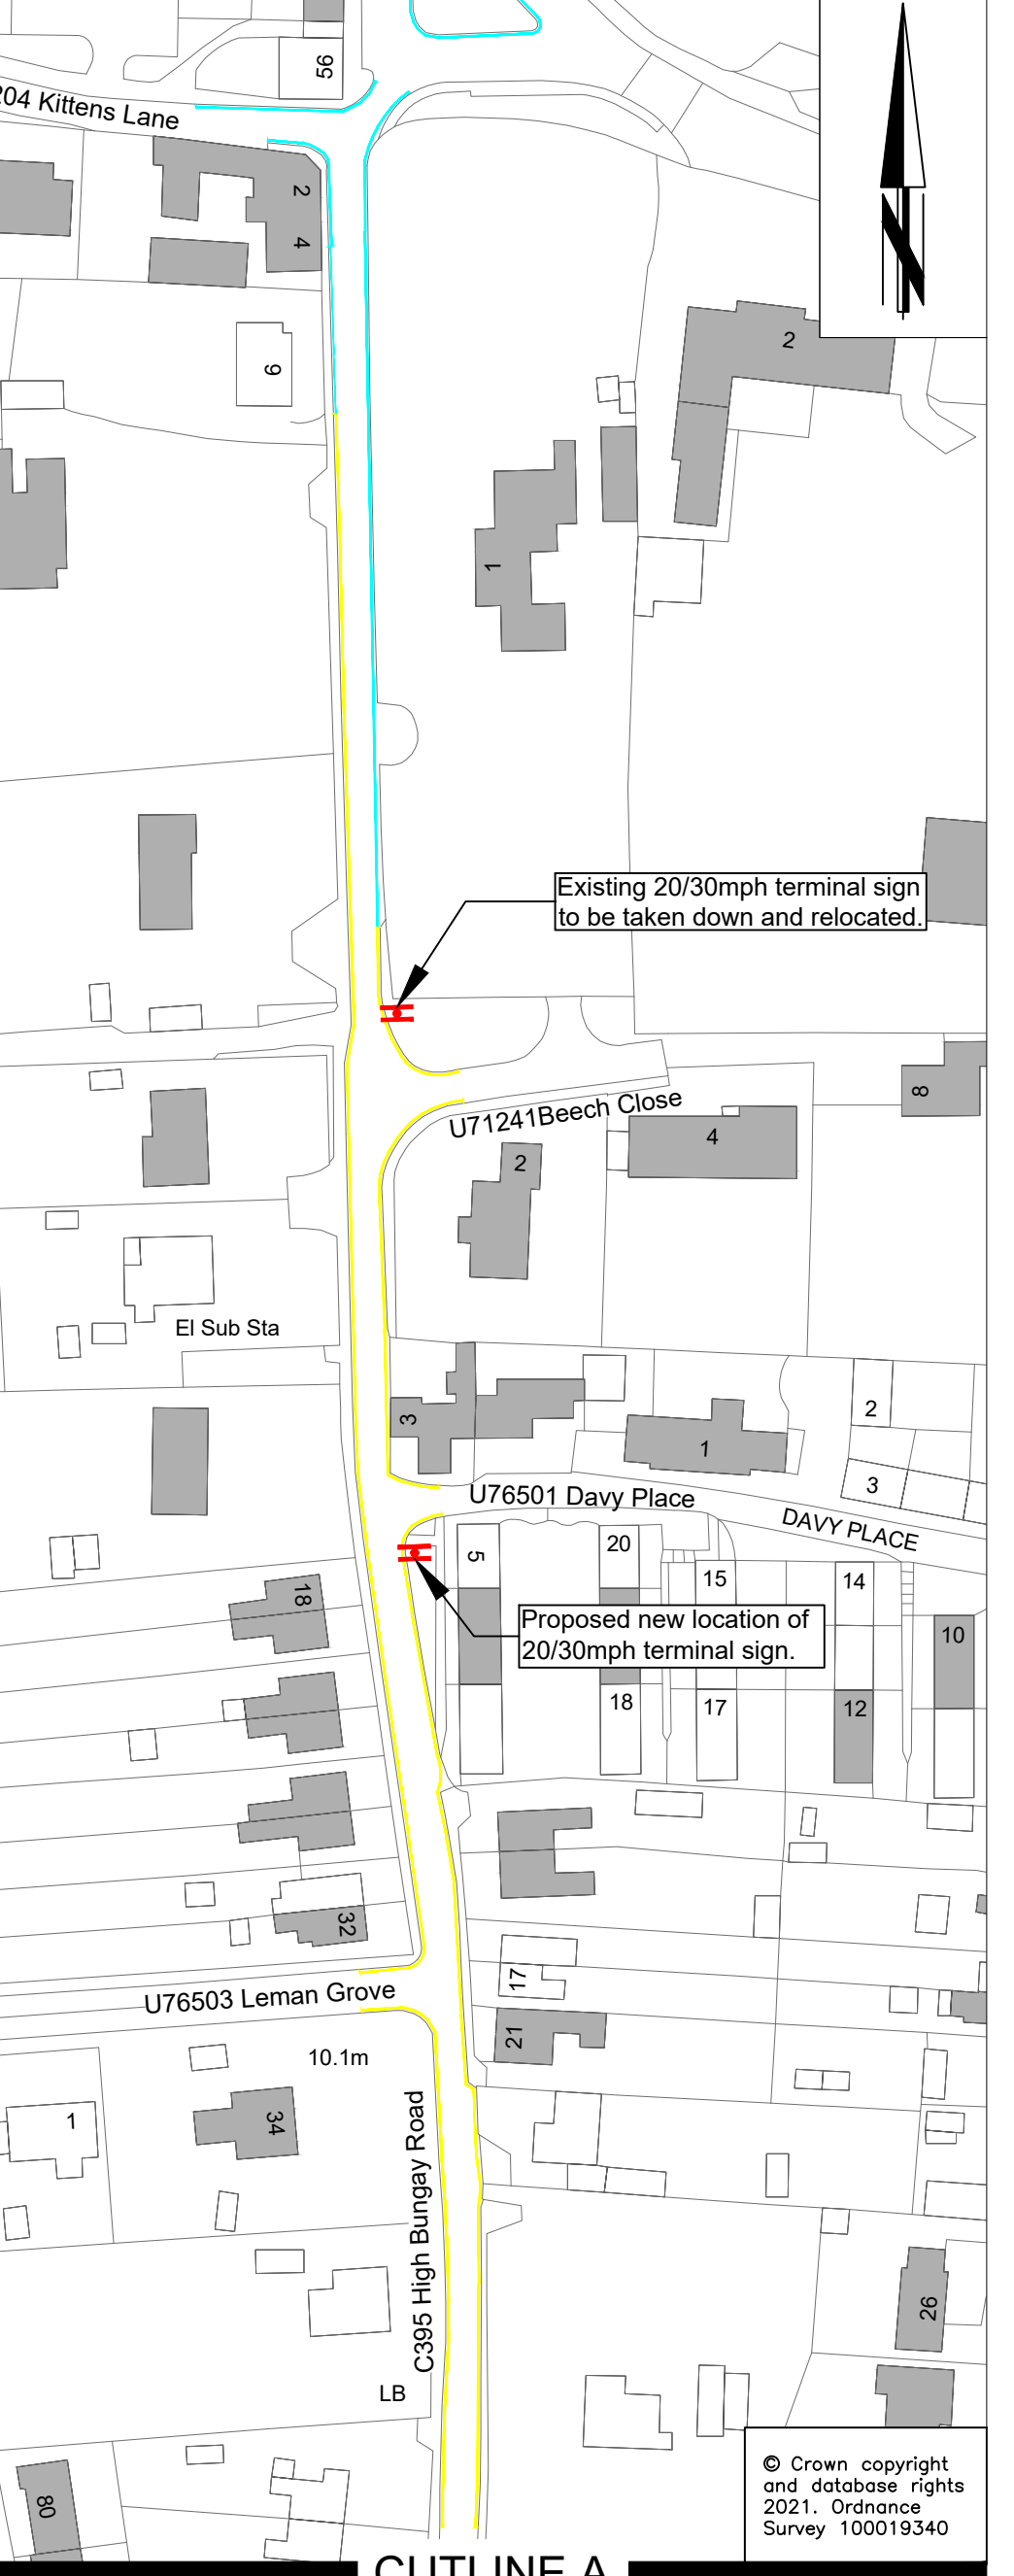 56
204 Kittens Lane
2
4
6
2
1
Existing 20/30mph terminal sign
to be taken down and relocated.
8
U71241Beech Close
4
2
El Sub Sta
3
1
2
3
U76501 Davy Place
DAVY PLACE
5
20
15
14
18
Proposed new location of
20/30mph terminal sign.
10
18
17
12
32
17
U76503 Leman Grove
21
10.1m
1
34
C395 High Bungay Road
26
LB
80
© Crown copyright
and database rights
2021. Ordnance
Survey 100019340
CUTLINE A